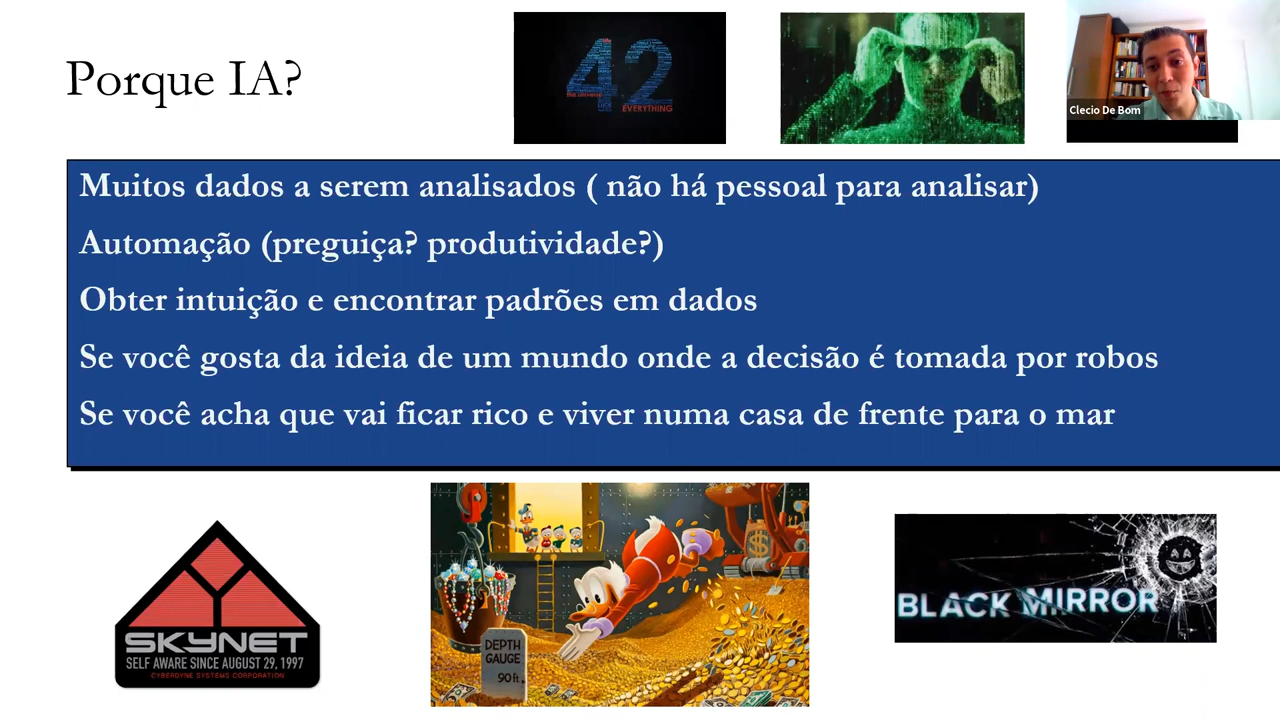 Porque IA?
42
EVERYTHING
Clecio De Bom
Muitos dados a serem analisados ( não há pessoal para analisar)
Automação (preguiça? produtividade?)
Obter intuição e encontrar padrões em dados
Se você gosta da ideia de um mundo onde a decisão é tomada por robos
Se você acha que vai ficar rico e viver numa casa de frente para o mar
SKYNET
SELF AWARE SINCE AUGUST 29, 1997
CYBERDYNE SYSTEMS CORPORATION
DEPTH
GAUGE
90 ft.
$
BLACK MIRROR